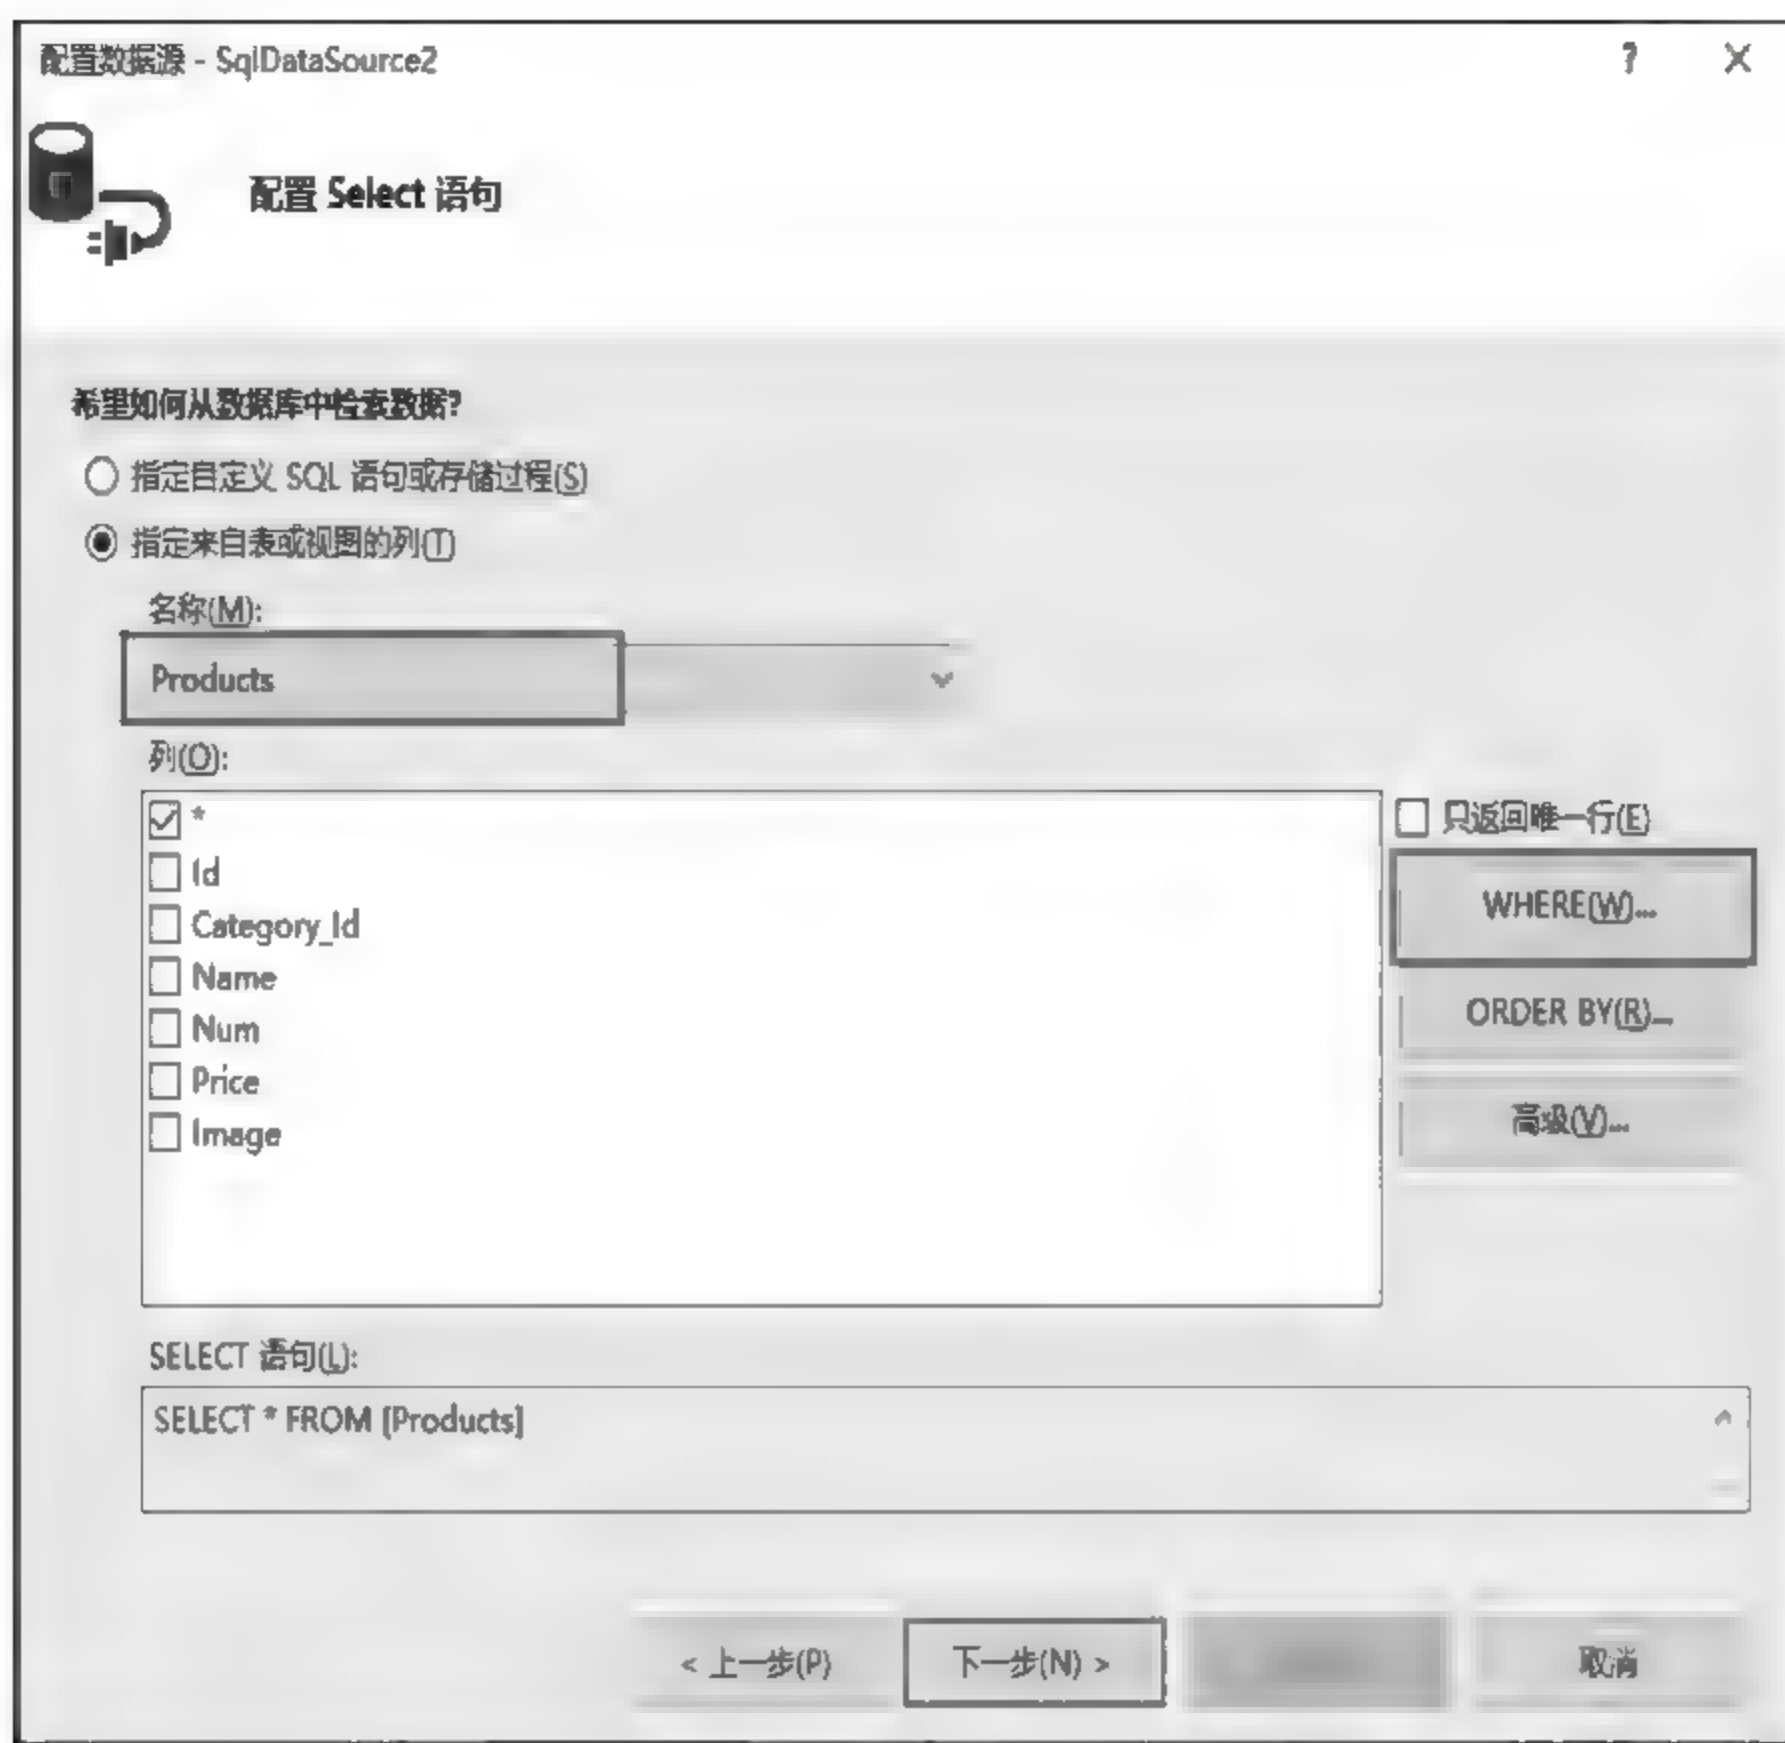 配置数据源 - SqlDataSource2
配置 Select 语句
希望如何从数据库中检索数据?
指定自定义 SQL 语句或存储过程(S)
指定来自表或视图的列(T)
名称(M):
Products
列(O):
*
只返回唯一行(E)
Id
WHERE(W)...
Category_Id
Name
Num
ORDER BY(R)...
Price
Image
高级(V)...
SELECT 语句(L):
SELECT * FROM [Products]
< 上一步(P)
下一步(N) >
取消